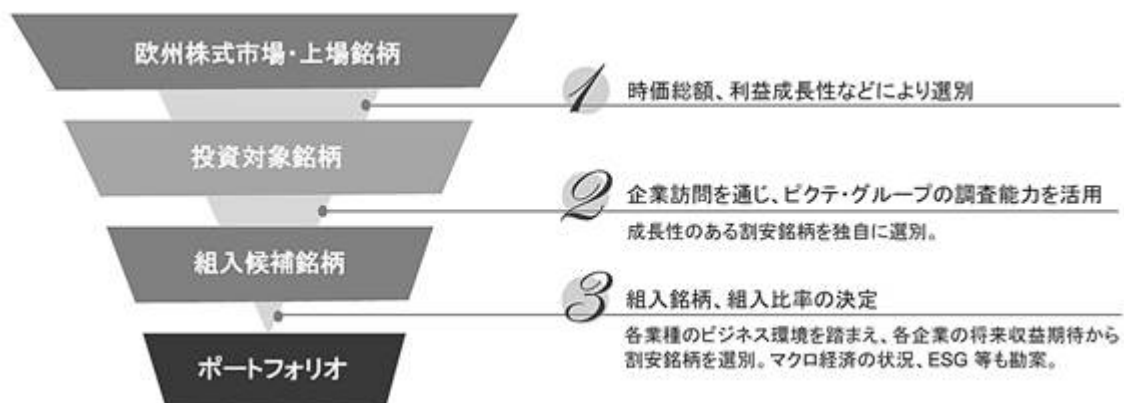 欧州株式市場・上場銘柄
1 時価総額、利益成長性などにより選別
投資対象銘柄
2 企業訪問を通じ、ピクテ・グループの調査能力を活用
成長性のある割安銘柄を独自に選別。
組入候補銘柄
3 組入銘柄、組入比率の決定
各業種のビジネス環境を踏まえ、各企業の将来収益期待から
割安銘柄を選別。マクロ経済の状況、ESG 等も勘案。
ポートフォリオ